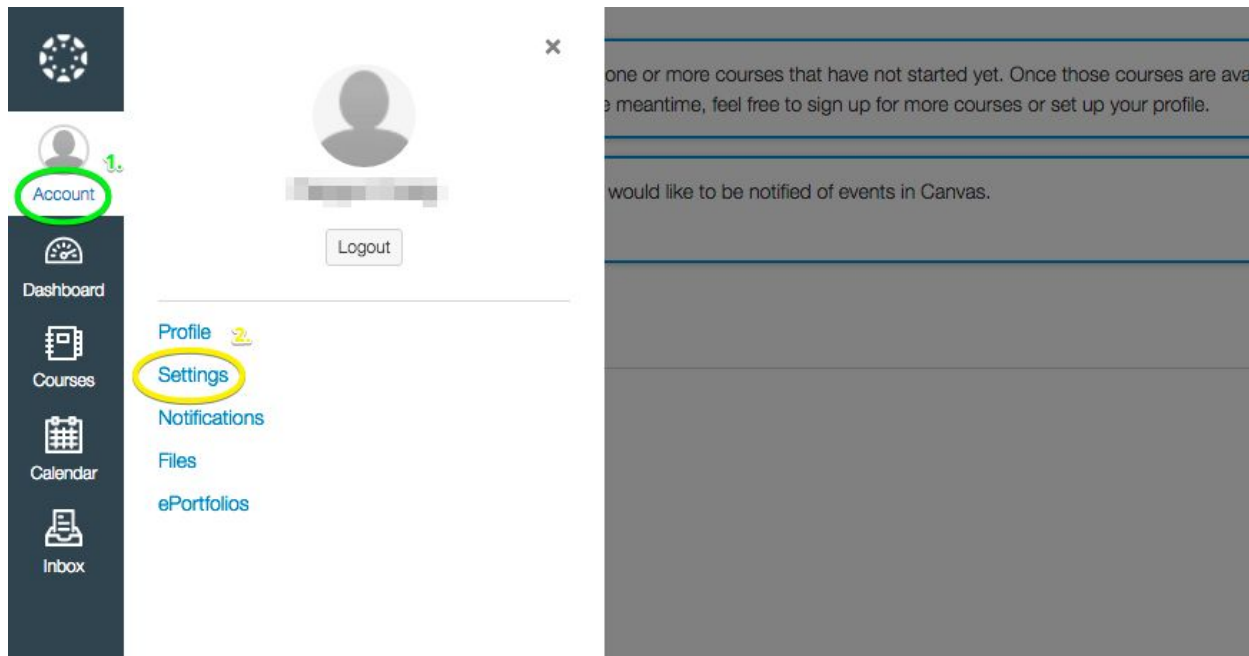 ×
1.
Account
Dashboard
Courses
Calendar
Inbox
Logout
Profile
2.
Settings
Notifications
Files
ePortfolios
one or more courses that have not started yet. Once those courses are
meantime, feel free to sign up for more courses or set up your profile.
would like to be notified of events in Canvas.